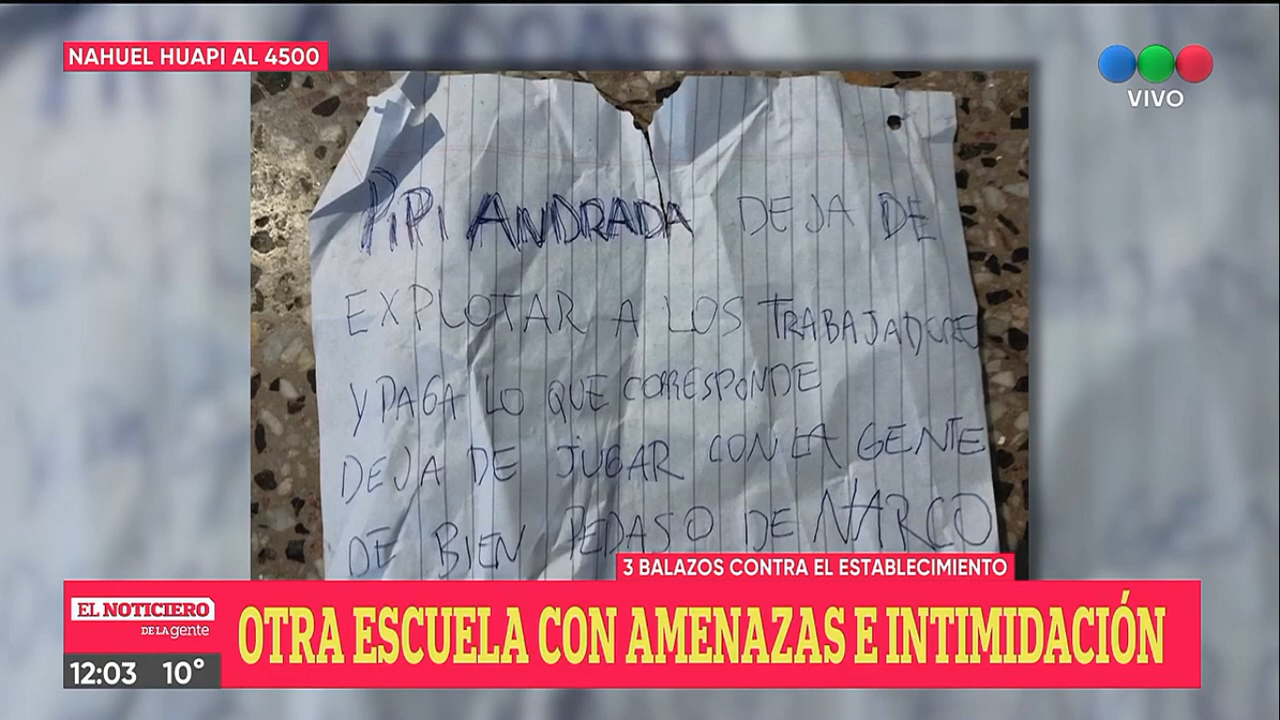 NAHUEL HUAPI AL 4500
VIVO
PIPI ANDRADA DEJA DE
EXPLOTAR A LOS TRABAJADORE
Y PAGA LO QUE CORRESPONDE
DEJA DE JUGAR CON LA GENTE
DE BIEN PEDASO DE NARCO
3 BALAZOS CONTRA EL ESTABLECIMIENTO
EL NOTICIERO
DE LA gente
OTRA ESCUELA CON AMENAZAS E INTIMIDACIÓN
12:03 10°